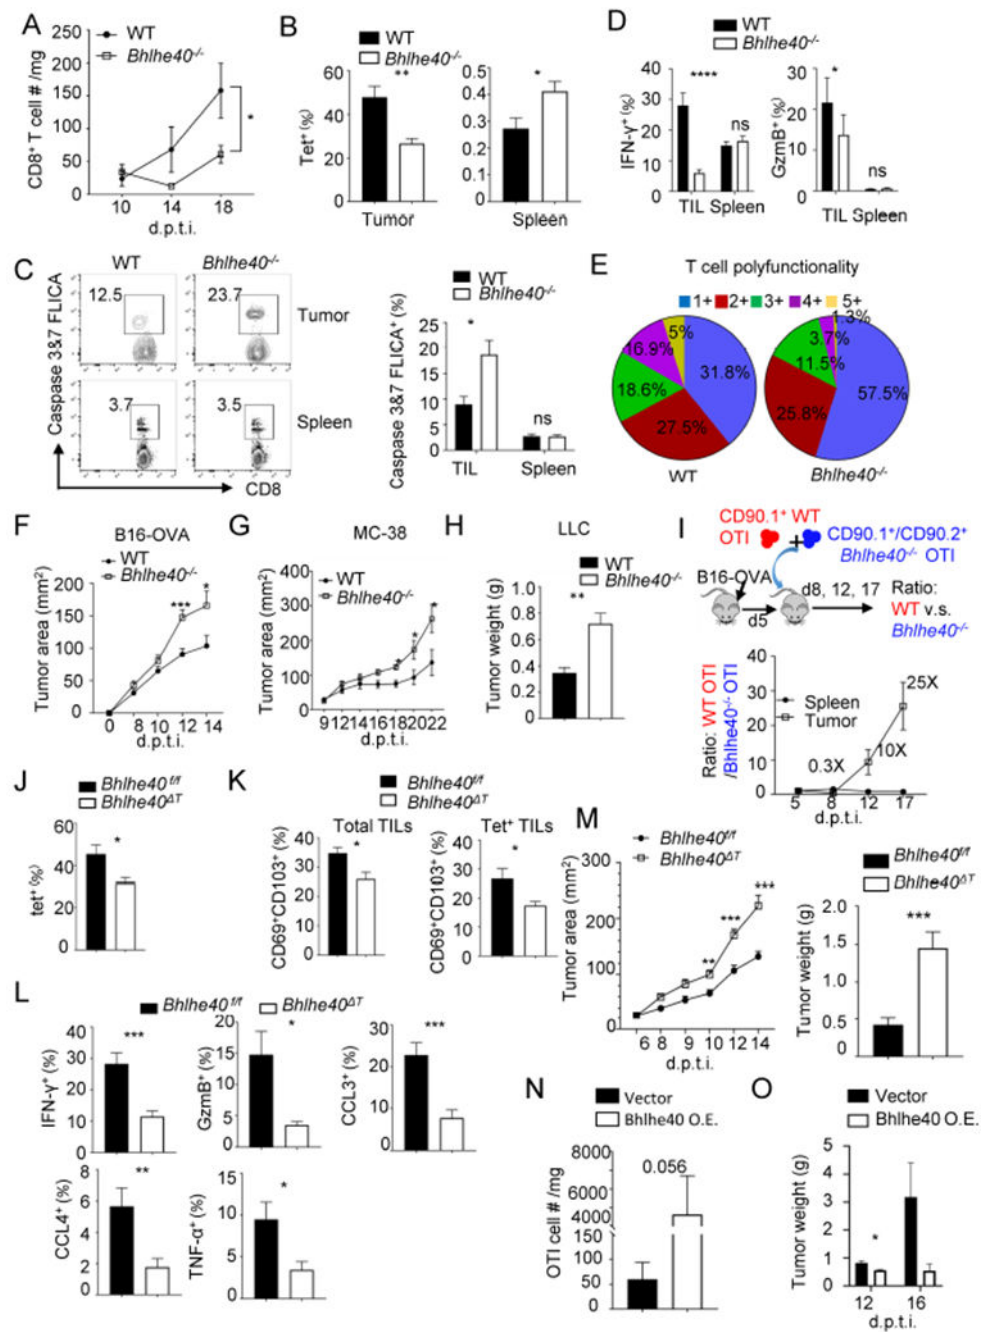 A
WT
Bhlhe40-/-
CD8+ T cell # /mg
250
200
150
100
50
0
*
10 14 18
d.p.t.i.
B
WT
Bhlhe40-/-
Tet+ (%)
60
40
20
0
**
Tumor
0.5
0.4
0.3
0.2
0.1
0
*
Spleen
D
WT
Bhlhe40-/-
IFN-γ+ (%)
40
30
20
10
0
****
ns
TIL Spleen
GzmB+ (%)
30
20
10
0
*
ns
TIL Spleen
C
WT Bhlhe40-/-
Caspase 3&7 FLICA
12.5
23.7
Tumor
3.7
3.5
Spleen
CD8
WT
Bhlhe40-/-
Caspase 3&7 FLICA+ (%)
25
20
15
10
5
0
*
ns
TIL Spleen
E
T cell polyfunctionality
1+ 2+ 3+ 4+ 5+
5%
16.9%
31.8%
18.6%
27.5%
WT
1.3%
3.7%
11.5%
57.5%
25.8%
Bhlhe40-/-
F
B16-OVA
WT
Bhlhe40-/-
Tumor area (mm2)
200
150
100
50
0
***
*
0 8 10 12 14
d.p.t.i.
G
MC-38
WT
Bhlhe40-/-
Tumor area (mm2)
400
300
200
100
0
*
*
*
9 12 14 16 18 20 22
d.p.t.i.
H
LLC
WT
Bhlhe40-/-
Tumor weight (g)
1.0
0.8
0.6
0.4
0.2
0
**
I
CD90.1+ WT
OTI
+
CD90.1+/CD90.2+
Bhlhe40-/- OTI
B16-OVA
d5
d8, 12, 17
Ratio:
WT v.s.
Bhlhe40-/-
Ratio: WT OTI
/Bhlhe40-/- OTI
40
30
20
10
0
Spleen
Tumor
25X
10X
0.3X
5 8 12 17
d.p.t.i.
J
Bhlhe40f/f
Bhlhe40ΔT
tet+ (%)
60
40
20
0
*
K
Bhlhe40f/f
Bhlhe40ΔT
Total TILs
CD69+CD103+ (%)
40
30
20
10
0
*
Tet+ TILs
CD69+CD103+ (%)
40
30
20
10
0
*
M
Bhlhe40f/f
Bhlhe40ΔT
Tumor area (mm2)
300
200
100
0
**
***
***
6 8 9 10 12 14
d.p.t.i.
Bhlhe40f/f
Bhlhe40ΔT
Tumor weight (g)
2.0
1.5
1.0
0.5
0
***
L
Bhlhe40f/f Bhlhe40ΔT
IFN-γ+ (%)
40
30
20
10
0
***
GzmB+ (%)
20
15
10
5
0
*
CCL3+ (%)
30
20
10
0
***
CCL4+ (%)
8
6
4
2
0
**
TNF-α+ (%)
15
10
5
0
*
N
Vector
Bhlhe40 O.E.
OTI cell # /mg
8000
6000
4000
150
100
50
0
0.056
O
Vector
Bhlhe40 O.E.
Tumor weight (g)
5
4
3
2
1
0
*
12 16
d.p.t.i.